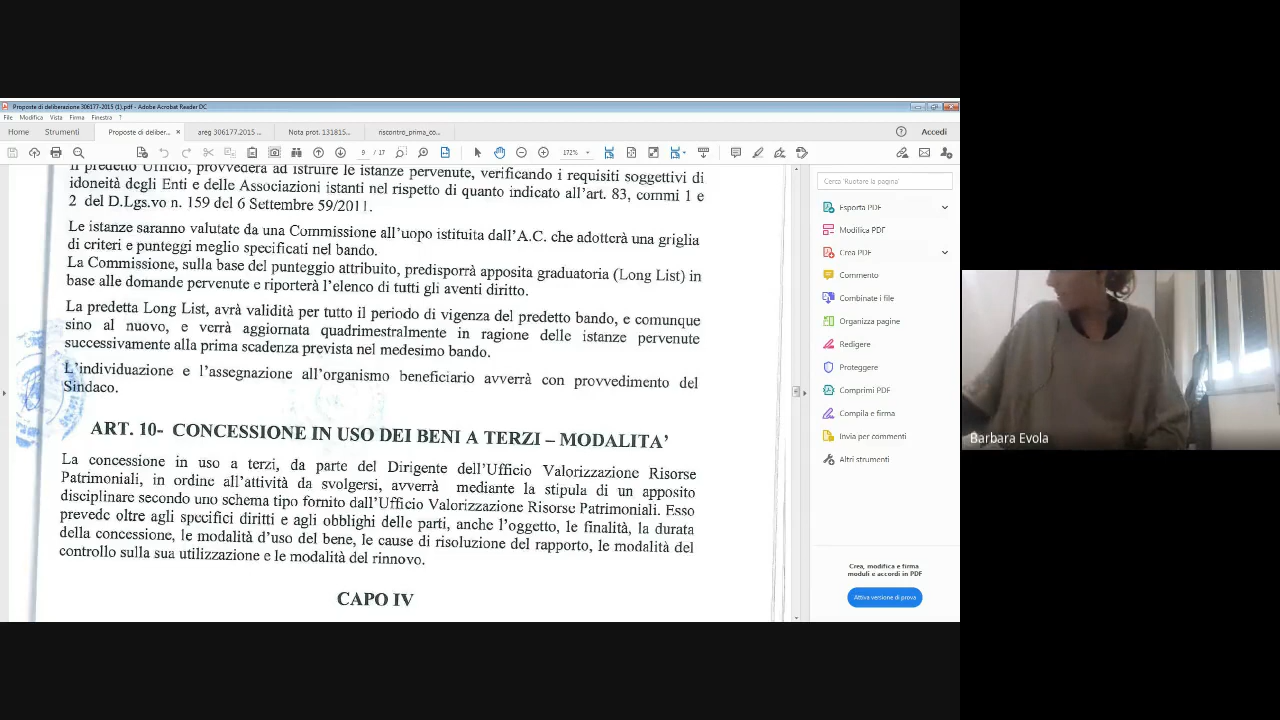 Proposte di deliberazione 306177-2015 (1).pdf - Adobe Acrobat Reader DC
File Modifica Vista Firma Finestra ?
Home Strumenti Proposte di deliber... × areg 306177.2015 ... Nota prot. 131815... riscontro_prima_co... Accedi
9 / 17 172%
Il predetto Ufficio, provvederà ad istruire le istanze pervenute, verificando i requisiti soggettivi di
idoneità degli Enti e delle Associazioni istanti nel rispetto di quanto indicato all'art. 83, commi 1 e
2 del D.Lgs.vo n. 159 del 6 Settembre 59/2011.
Le istanze saranno valutate da una Commissione all'uopo istituita dall'A.C. che adotterà una griglia
di criteri e punteggi meglio specificati nel bando.
La Commissione, sulla base del punteggio attribuito, predisporrà apposita graduatoria (Long List) in
base alle domande pervenute e riporterà l'elenco di tutti gli aventi diritto.
La predetta Long List, avrà validità per tutto il periodo di vigenza del predetto bando, e comunque
sino al nuovo, e verrà aggiornata quadrimestralmente in ragione delle istanze pervenute
successivamente alla prima scadenza prevista nel medesimo bando.
L'individuazione e l'assegnazione all'organismo beneficiario avverrà con provvedimento del
Sindaco.
ART. 10- CONCESSIONE IN USO DEI BENI A TERZI – MODALITA'
La concessione in uso a terzi, da parte del Dirigente dell'Ufficio Valorizzazione Risorse
Patrimoniali, in ordine all'attività da svolgersi, avverrà mediante la stipula di un apposito
disciplinare secondo uno schema tipo fornito dall'Ufficio Valorizzazione Risorse Patrimoniali. Esso
prevede oltre agli specifici diritti e agli obblighi delle parti, anche l'oggetto, le finalità, la durata
della concessione, le modalità d'uso del bene, le cause di risoluzione del rapporto, le modalità del
controllo sulla sua utilizzazione e le modalità del rinnovo.
CAPO IV
Cerca 'Ruotare la pagina'
Esporta PDF
Modifica PDF
Crea PDF
Commento
Combinate i file
Organizza pagine
Redigere
Proteggere
Comprimi PDF
Compila e firma
Invia per commenti
Altri strumenti
Crea, modifica e firma
moduli e accordi in PDF
Attiva versione di prova
Barbara Evola